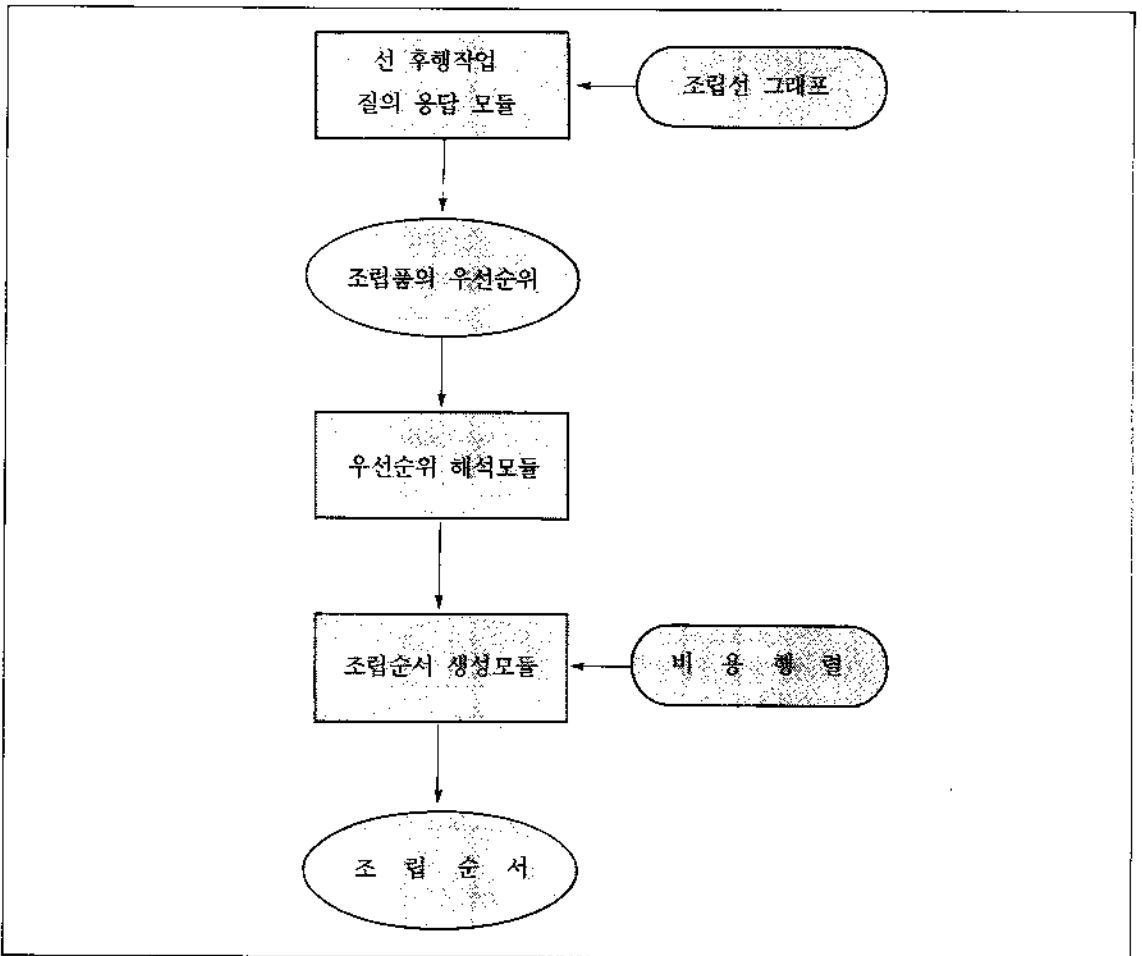 선 후행작업
질의 응답 모듈
조립선 그래프
조립품의 우선순위
우선순위 해석모듈
조립순서 생성모듈
비 용 행 렬
조 립 순 서